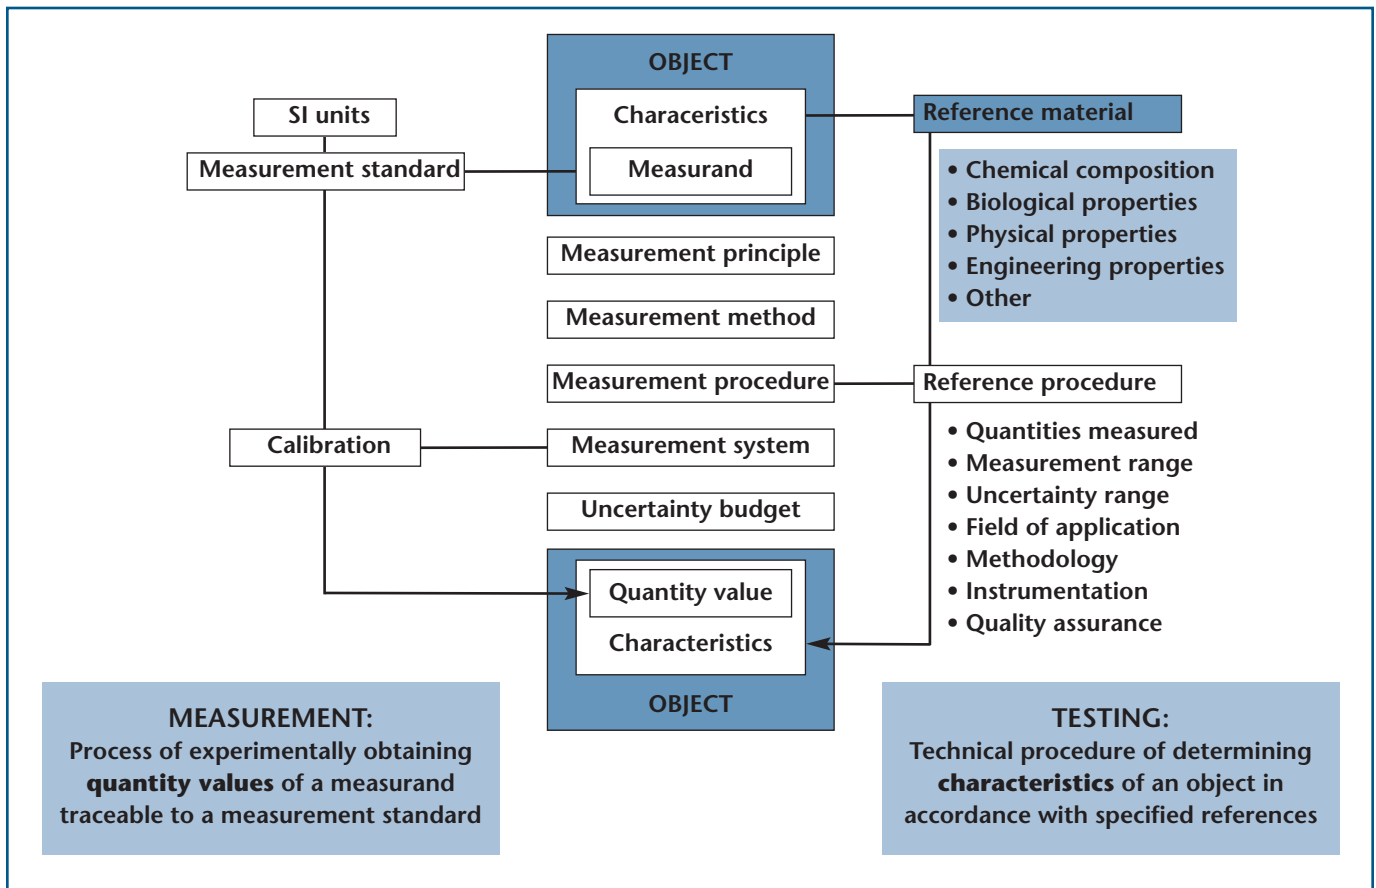 OBJECT
Characeristics
Measurand
SI units
Measurement standard
Reference material
• Chemical composition
• Biological properties
• Physical properties
• Engineering properties
• Other
Measurement principle
Measurement method
Measurement procedure
Reference procedure
Calibration
Measurement system
• Quantities measured
• Measurement range
• Uncertainty range
• Field of application
• Methodology
• Instrumentation
• Quality assurance
Uncertainty budget
Quantity value
Characteristics
OBJECT
MEASUREMENT:
Process of experimentally obtaining
quantity values of a measurand
traceable to a measurement standard
TESTING:
Technical procedure of determining
characteristics of an object in
accordance with specified references